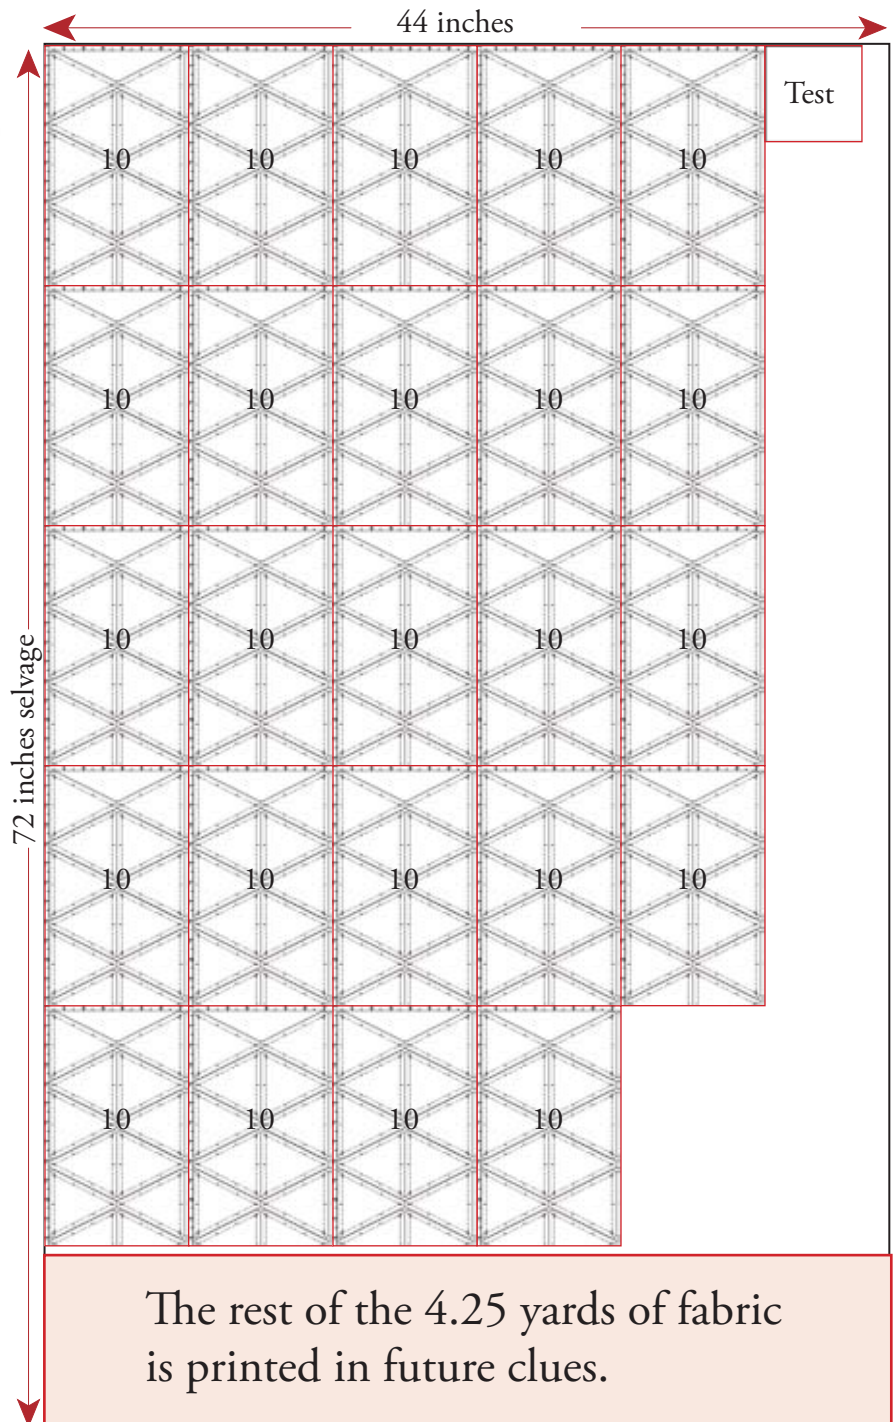 44 inches
Test
10 10 10 10 10
10 10 10 10 10
10 10 10 10 10
72 inches selvage
10 10 10 10 10
10 10 10 10
The rest of the 4.25 yards of fabric
is printed in future clues.